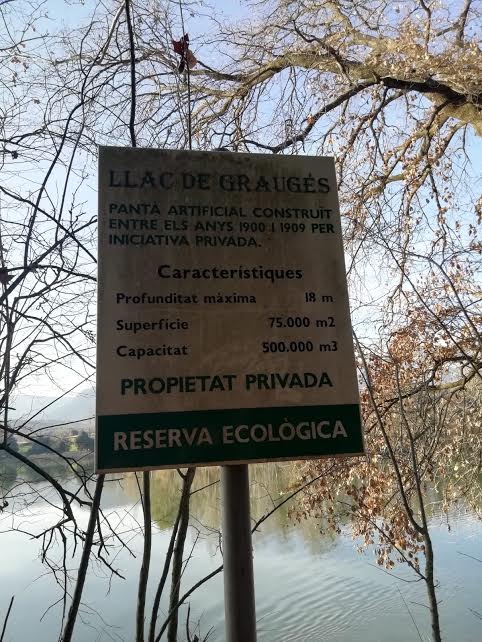 LLAC DE GRAUGÉS
PANTA ARTIFICIAL CONSTRUÏT
ENTRE ELS ANYS 1900 I 1909 PER
INICIATIVA PRIVADA.
Característiques
Profunditat màxima 18 m
Superfície 75.000 m2
Capacitat 500.000 m3
PROPIETAT PRIVADA
RESERVA ECOLÒGICA